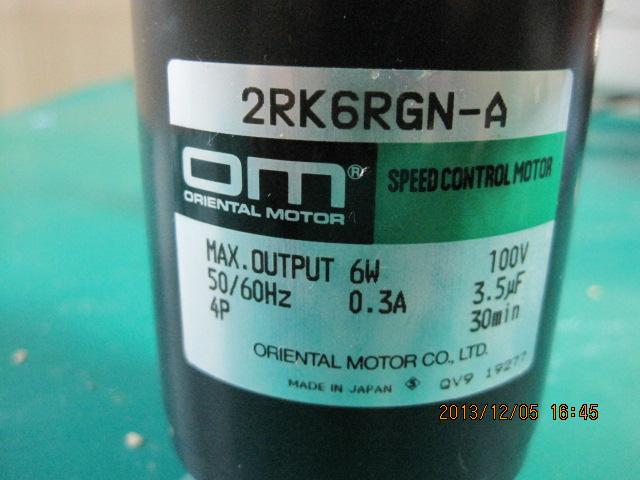 2RK6RGN-A
OM®
ORIENTAL MOTOR
SPEED CONTROL MOTOR
MAX. OUTPUT 6W 100V
50/60Hz 0.3A 3.5μF
4P 30min
ORIENTAL MOTOR CO., LTD.
MADE IN JAPAN S QV9 19277
2013/12/05 16:45